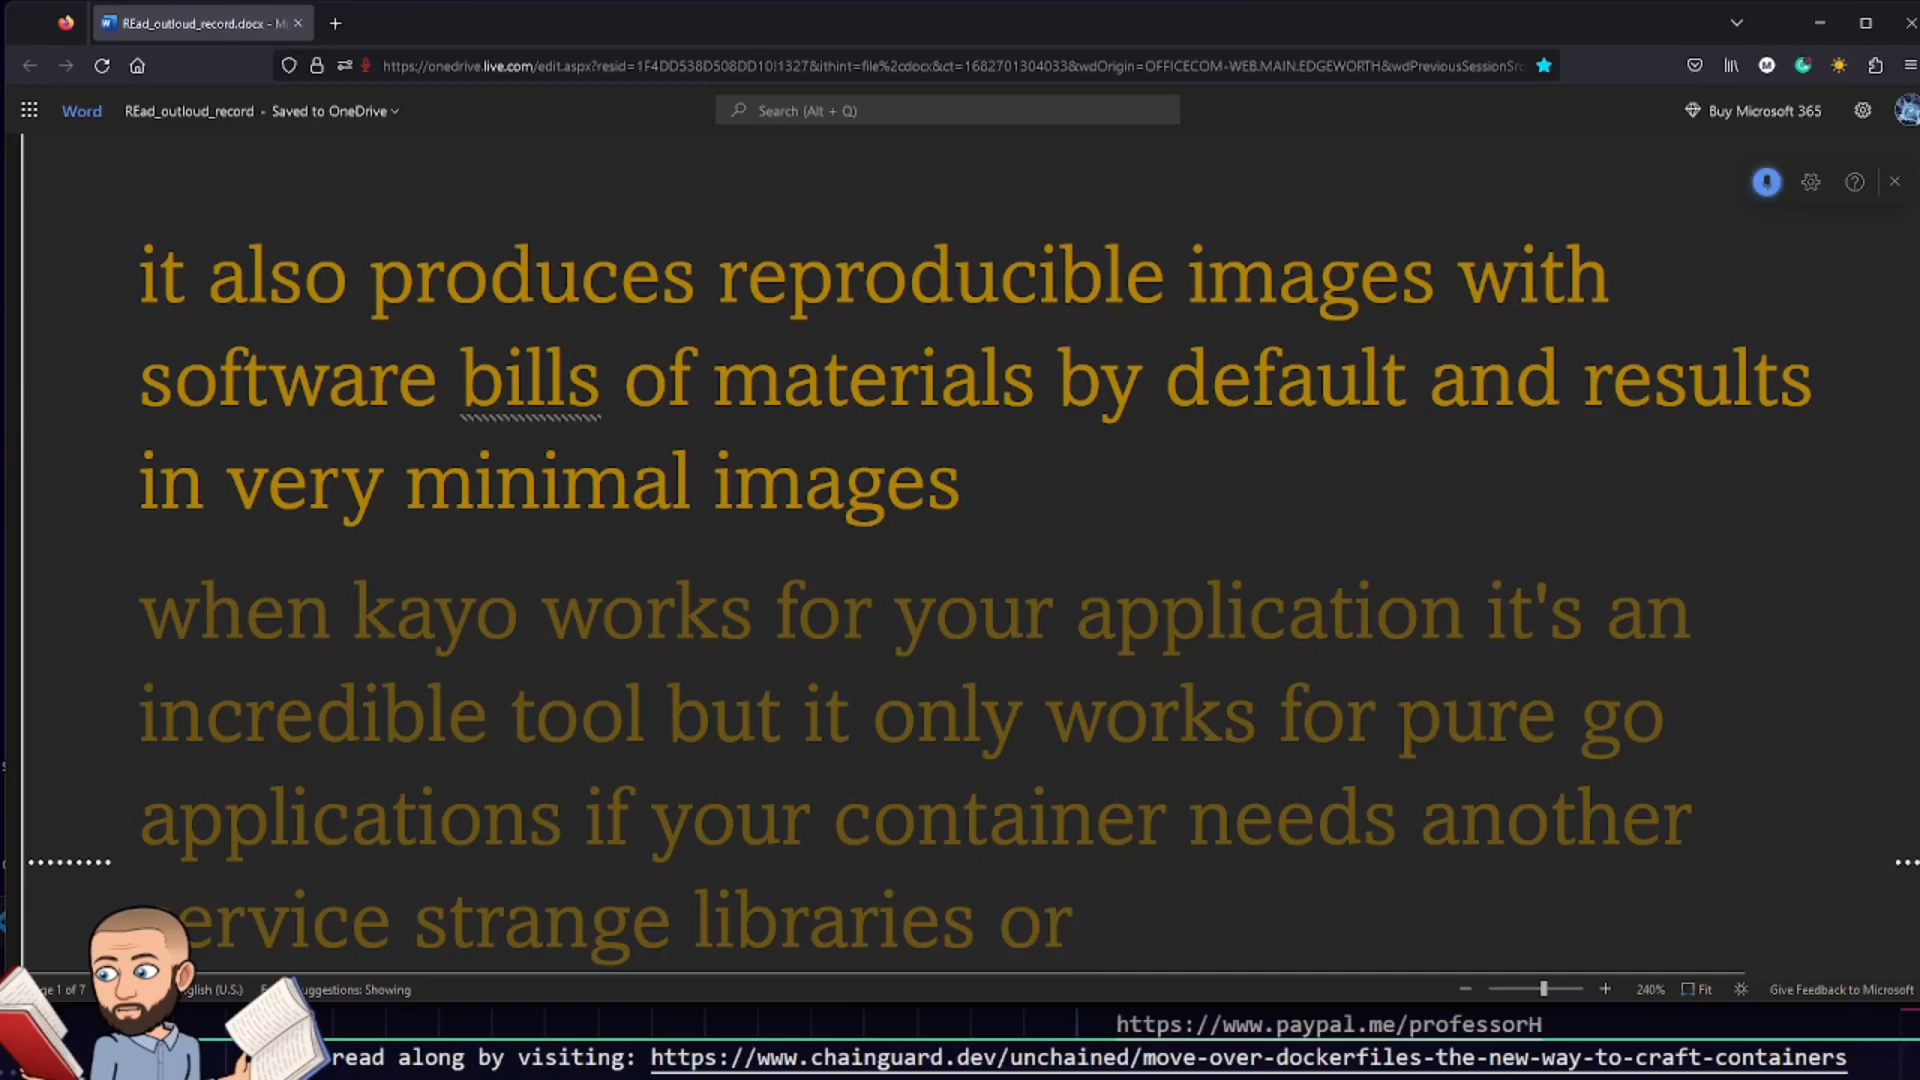 REad_outloud_record.docx - Mi
https://onedrive.live.com/edit.aspx?resid=1F4DD538D508DD10!1327&ithint=file%2cdocx&ct=1682701304033&wdOrigin=OFFICECOM-WEB.MAIN.EDGEWORTH&wdPreviousSessionSrc
Word REad_outloud_record - Saved to OneDrive
Search (Alt + Q)
Buy Microsoft 365
it also produces reproducible images with
software bills of materials by default and results
in very minimal images
when kayo works for your application it's an
incredible tool but it only works for pure go
applications if your container needs another
ervice strange libraries or
ge 1 of 7 glish (U.S.) uggestions: Showing
240% Fit Give Feedback to Microsoft
https://www.paypal.me/professorH
read along by visiting: https://www.chainguard.dev/unchained/move-over-dockerfiles-the-new-way-to-craft-containers